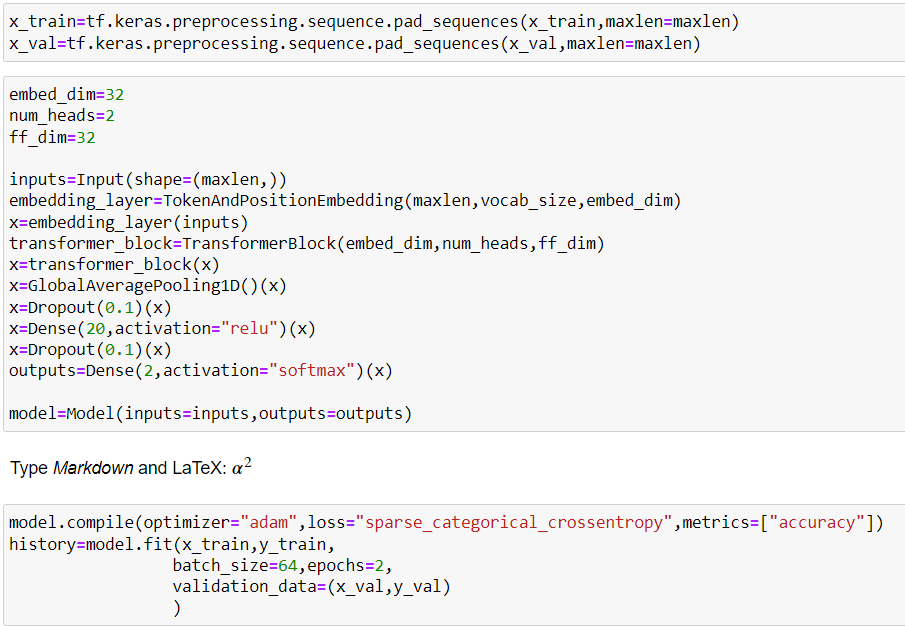 x_train=tf.keras.preprocessing.sequence.pad_sequences(x_train,maxlen=maxlen)
x_val=tf.keras.preprocessing.sequence.pad_sequences(x_val,maxlen=maxlen)
embed_dim=32
num_heads=2
ff_dim=32
inputs=Input(shape=(maxlen,))
embedding_layer=TokenAndPositionEmbedding(maxlen,vocab_size,embed_dim)
x=embedding_layer(inputs)
transformer_block=TransformerBlock(embed_dim,num_heads,ff_dim)
x=transformer_block(x)
x=GlobalAveragePooling1D()(x)
x=Dropout(0.1)(x)
x=Dense(20,activation="relu")(x)
x=Dropout(0.1)(x)
outputs=Dense(2,activation="softmax")(x)
model=Model(inputs=inputs,outputs=outputs)
Type Markdown and LaTeX: α²
model.compile(optimizer="adam",loss="sparse_categorical_crossentropy",metrics=["accuracy"])
history=model.fit(x_train,y_train,
batch_size=64,epochs=2,
validation_data=(x_val,y_val)
)